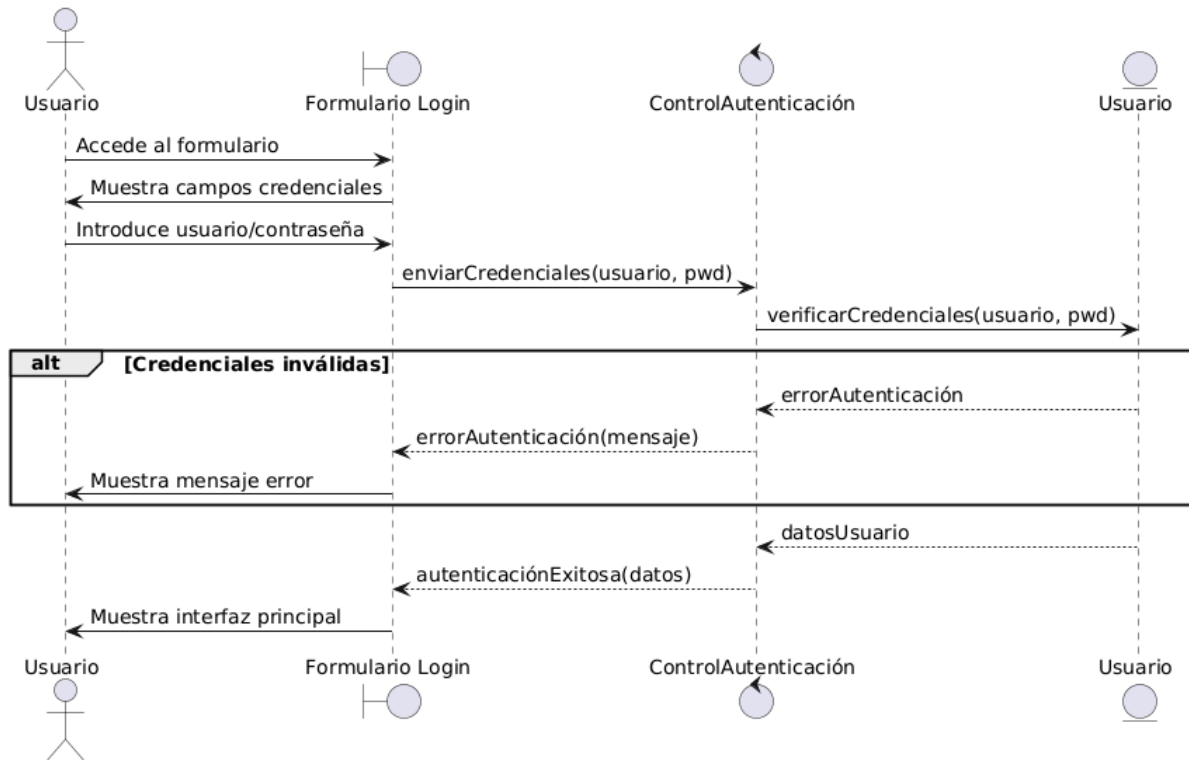 Usuario
Formulario Login
ControlAutenticación
Usuario
Accede al formulario
Muestra campos credenciales
Introduce usuario/contraseña
enviarCredenciales(usuario, pwd)
verificarCredenciales(usuario, pwd)
alt [Credenciales inválidas]
errorAutenticación
errorAutenticación(mensaje)
Muestra mensaje error
datosUsuario
autenticaciónExitosa(datos)
Muestra interfaz principal
Usuario
Formulario Login
ControlAutenticación
Usuario